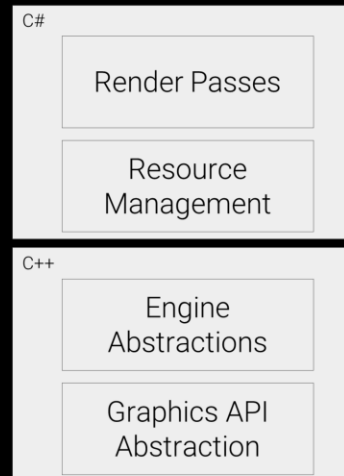 C#
Render Passes
Resource
Management
C++
Engine
Abstractions
Graphics API
Abstraction